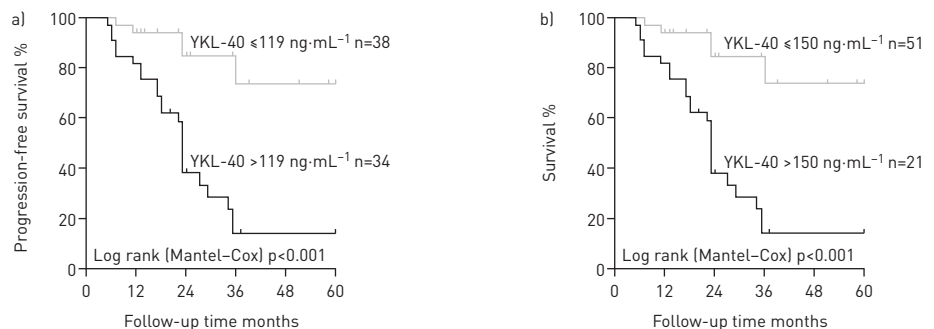 a)
Progression-free survival %
100
80
60
40
20
0
YKL-40 ⩽119 ng·mL⁻¹ n=38
YKL-40 >119 ng·mL⁻¹ n=34
Log rank (Mantel–Cox) p<0.001
0 12 24 36 48 60
Follow-up time months
b)
Survival %
100
80
60
40
20
0
YKL-40 ⩽150 ng·mL⁻¹ n=51
YKL-40 >150 ng·mL⁻¹ n=21
Log rank (Mantel–Cox) p<0.001
0 12 24 36 48 60
Follow-up time months